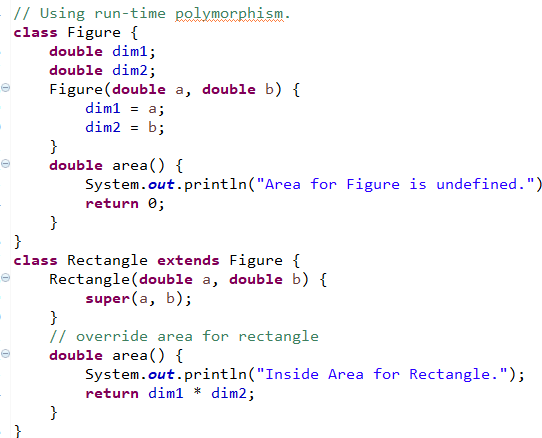 // Using run-time polymorphism.
class Figure {
    double dim1;
    double dim2;
    Figure(double a, double b) {
        dim1 = a;
        dim2 = b;
    }
    double area() {
        System.out.println("Area for Figure is undefined.")
        return 0;
    }
}
class Rectangle extends Figure {
    Rectangle(double a, double b) {
        super(a, b);
    }
    // override area for rectangle
    double area() {
        System.out.println("Inside Area for Rectangle.");
        return dim1 * dim2;
    }
}